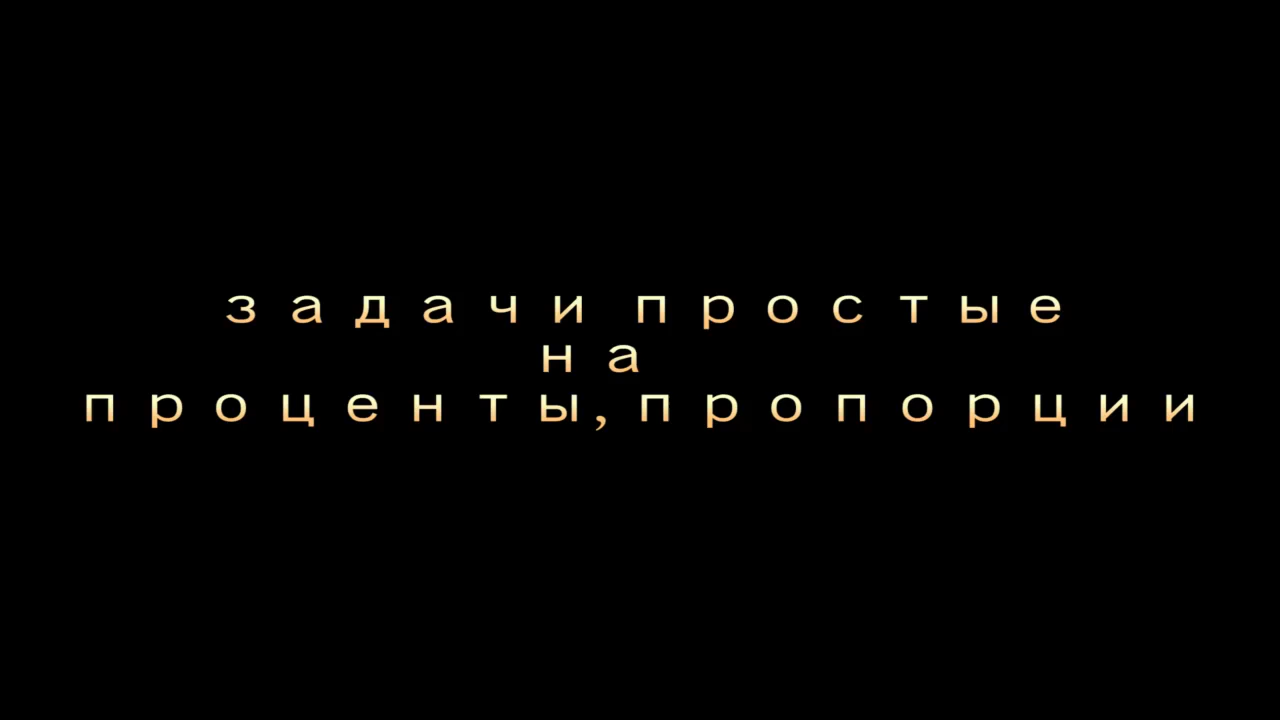 задачи простые
на
проценты, пропорции